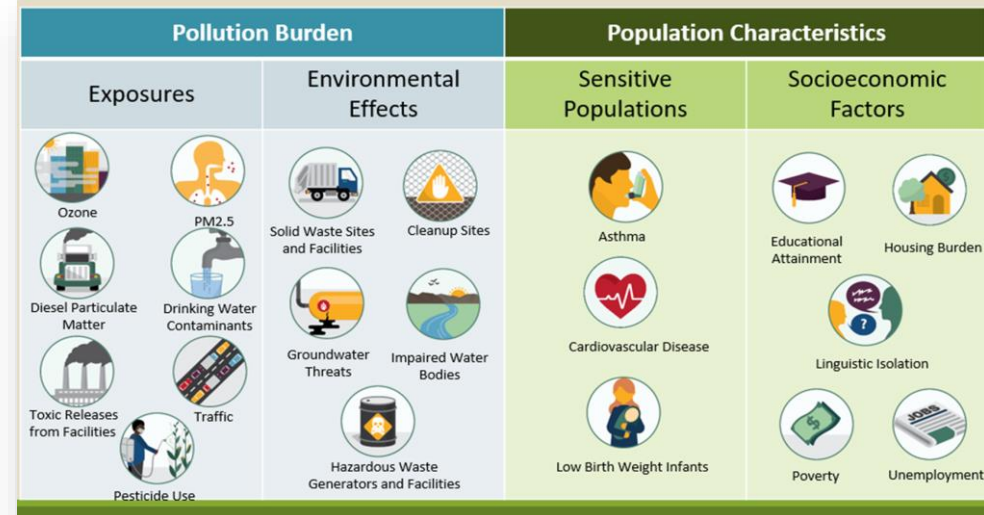 Pollution Burden
Population Characteristics
Exposures
Environmental
Effects
Sensitive
Populations
Socioeconomic
Factors
Ozone
PM2.5
Diesel Particulate
Matter
Drinking Water
Contaminants
Toxic Releases
from Facilities
Traffic
Pesticide Use
Solid Waste Sites
and Facilities
Cleanup Sites
Groundwater
Threats
Impaired Water
Bodies
Hazardous Waste
Generators and Facilities
Asthma
Cardiovascular Disease
Low Birth Weight Infants
Educational
Attainment
Housing Burden
?
Linguistic Isolation
$
Poverty
JOBS
Unemployment